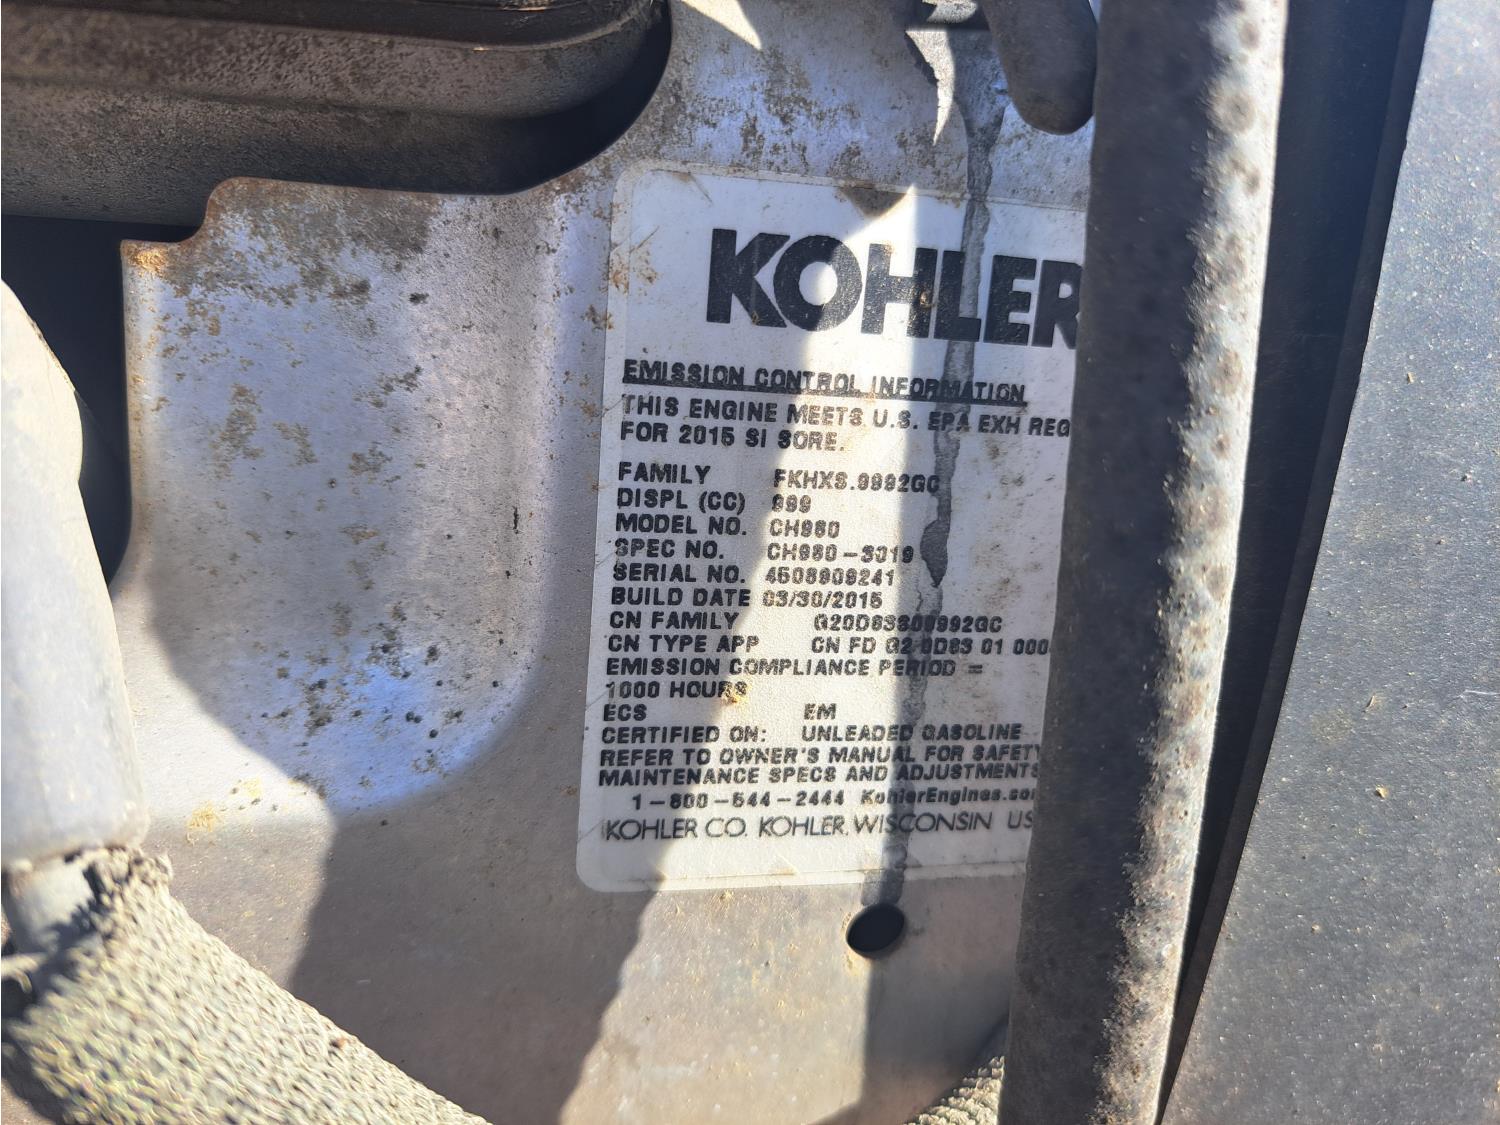 KOHLER
EMISSION CONTROL INFORMATION
THIS ENGINE MEETS U.S. EPA EXH REG
FOR 2015 SI SORE.
FAMILY FKHXS.9992GC
DISPL (CC) 999
MODEL NO. CH980
SPEC NO. CH980-3019
SERIAL NO. 4508909241
BUILD DATE 03/30/2015
CN FAMILY
CN TYPE APP CN FD G2 0D83 01 000
EMISSION COMPLIANCE PERIOD =
1000 HOURS
ECS EM
CERTIFIED ON: UNLEADED GASOLINE
REFER TO OWNER'S MANUAL FOR SAFETY
MAINTENANCE SPECS AND ADJUSTMENTS
1-800-544-2444 KohlerEngines.co
KOHLER CO. KOHLER, WISCONSIN US